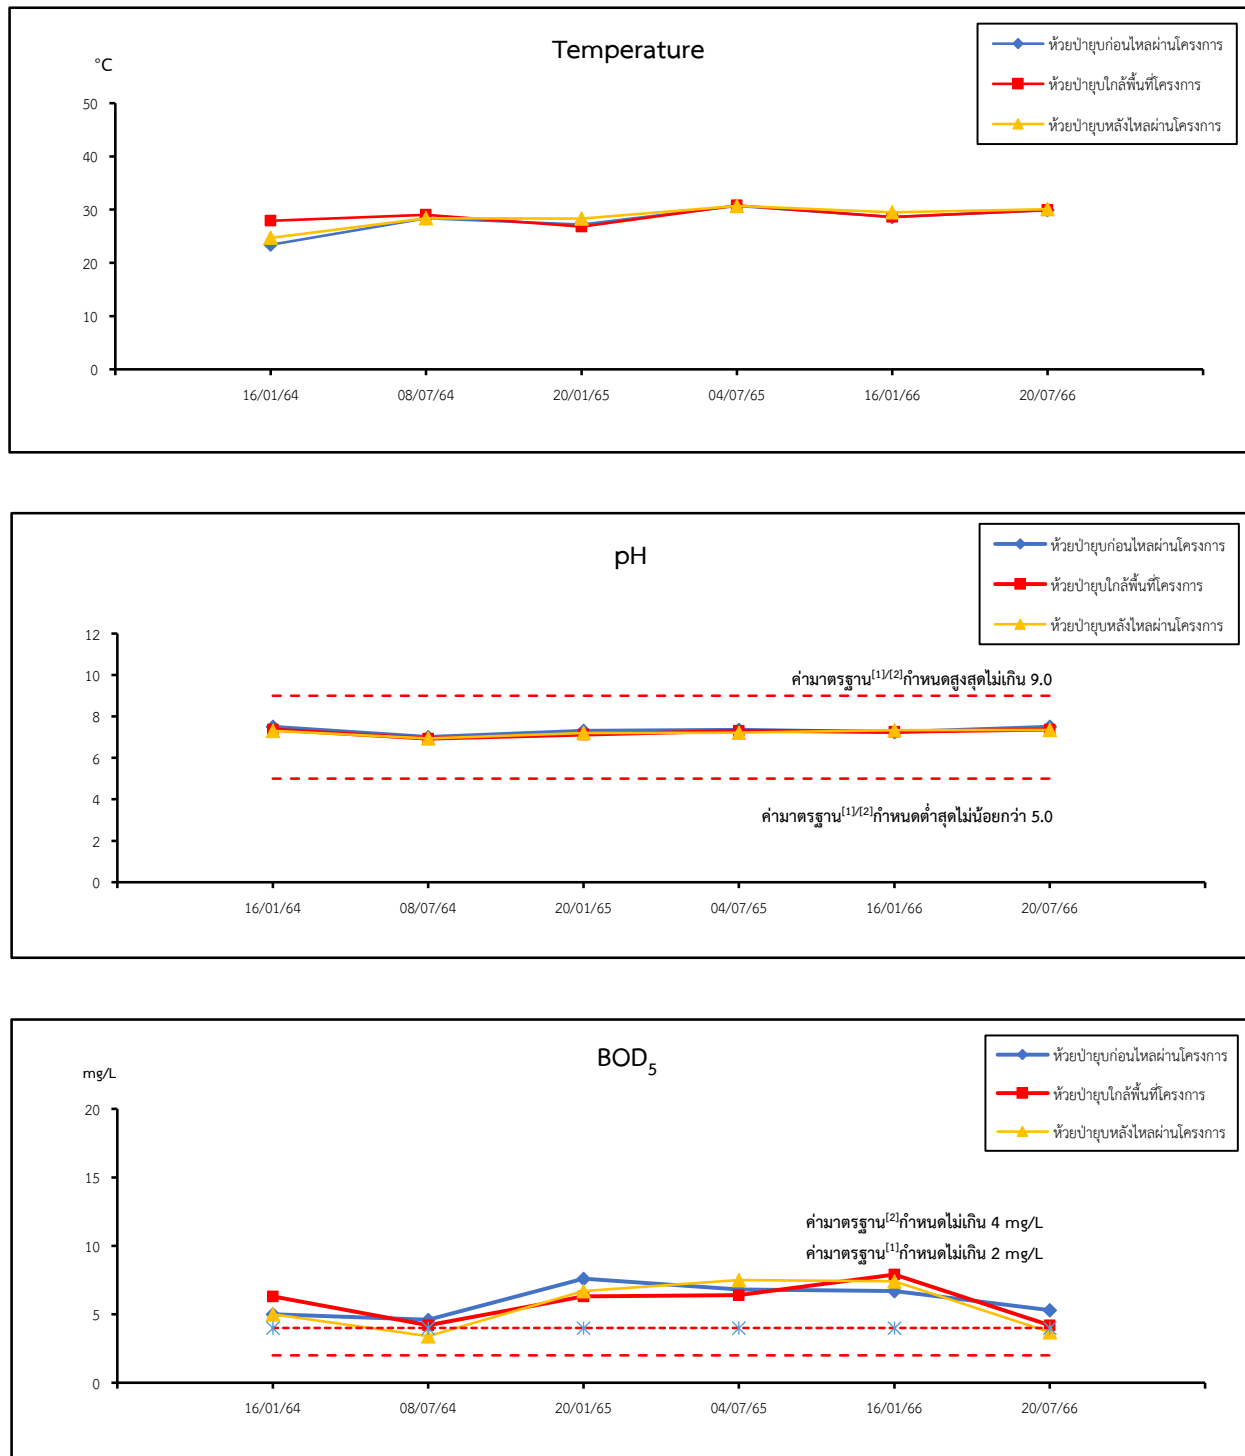 Temperature
°C
ห้วยป่ายุบก่อนไหลผ่านโครงการ
ห้วยป่ายุบใกล้พื้นที่โครงการ
ห้วยป่ายุบหลังไหลผ่านโครงการ
50
40
30
20
10
0
16/01/64 08/07/64 20/01/65 04/07/65 16/01/66 20/07/66
pH
ห้วยป่ายุบก่อนไหลผ่านโครงการ
ห้วยป่ายุบใกล้พื้นที่โครงการ
ห้วยป่ายุบหลังไหลผ่านโครงการ
12
10
ค่ามาตรฐาน[1]/[2]กำหนดสูงสุดไม่เกิน 9.0
8
6
4
ค่ามาตรฐาน[1]/[2]กำหนดต่ำสุดไม่น้อยกว่า 5.0
2
0
16/01/64 08/07/64 20/01/65 04/07/65 16/01/66 20/07/66
BOD5
mg/L
ห้วยป่ายุบก่อนไหลผ่านโครงการ
ห้วยป่ายุบใกล้พื้นที่โครงการ
ห้วยป่ายุบหลังไหลผ่านโครงการ
20
15
ค่ามาตรฐาน[2]กำหนดไม่เกิน 4 mg/L
10
ค่ามาตรฐาน[1]กำหนดไม่เกิน 2 mg/L
5
0
16/01/64 08/07/64 20/01/65 04/07/65 16/01/66 20/07/66